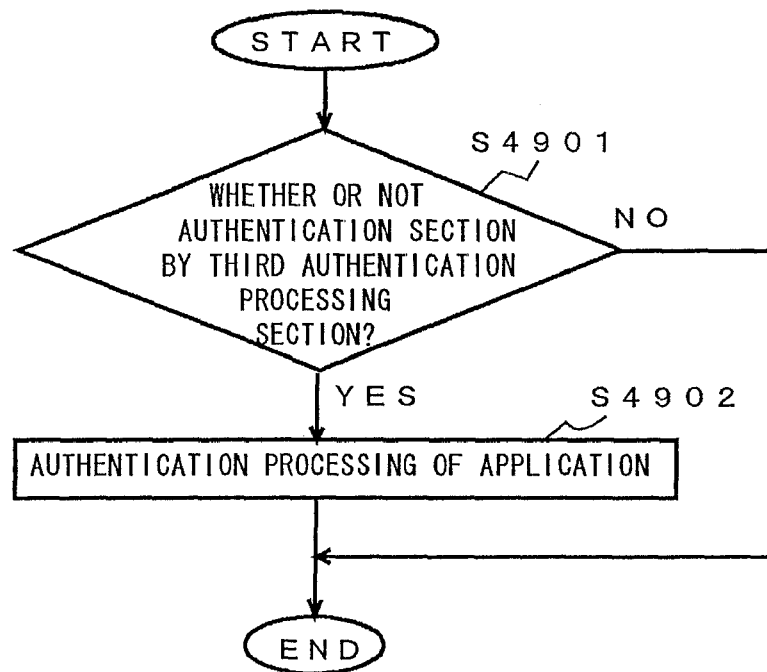 START
S4901
WHETHER OR NOT
AUTHENTICATION SECTION
BY THIRD AUTHENTICATION
PROCESSING
SECTION?
NO
YES
S4902
AUTHENTICATION PROCESSING OF APPLICATION
END